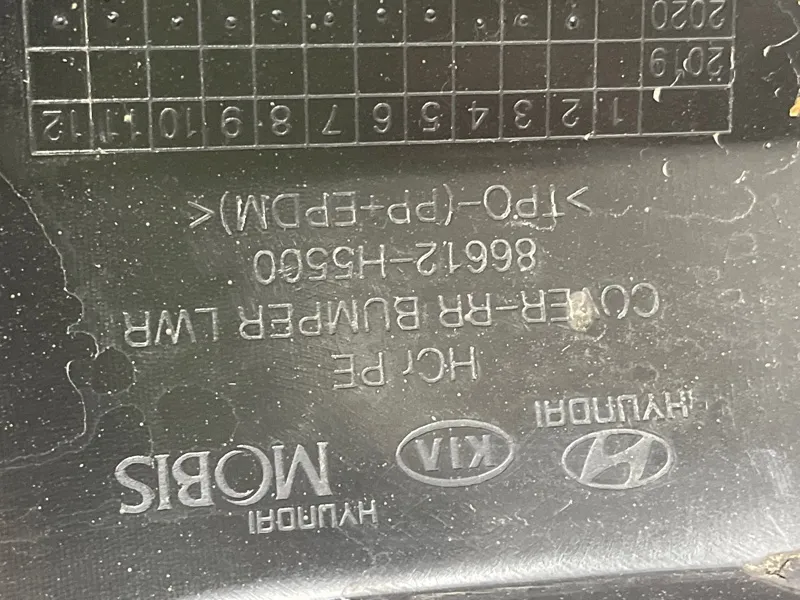 HYUNDAI KIA HYUNDAI MOBIS
HCr PE
COVER-RR BUMPER LWR
86612-H5500
>TPO-(PP+EPDM)<
1 2 3 4 5 6 7 8 9 10 11 12
2019
2020